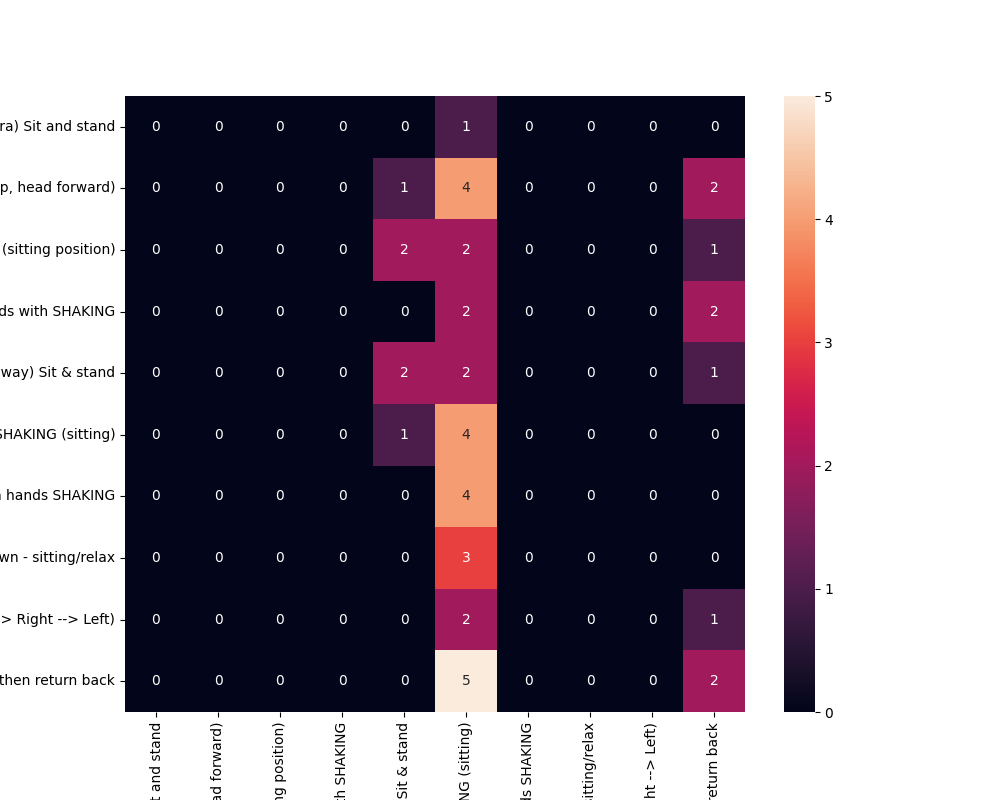 ra) Sit and stand 0 0 0 0 0 1 0 0 0 0
p, head forward) 0 0 0 0 1 4 0 0 0 2
(sitting position) 0 0 0 0 2 2 0 0 0 1
ds with SHAKING 0 0 0 0 0 2 0 0 0 2
way) Sit & stand 0 0 0 0 2 2 0 0 0 1
SHAKING (sitting) 0 0 0 0 1 4 0 0 0 0
hands SHAKING 0 0 0 0 0 4 0 0 0 0
wn - sitting/relax 0 0 0 0 0 3 0 0 0 0
> Right --> Left) 0 0 0 0 0 2 0 0 0 1
then return back 0 0 0 0 0 5 0 0 0 2
t and stand
ad forward)
ng position)
th SHAKING
Sit & stand
NG (sitting)
ds SHAKING
sitting/relax
ht --> Left)
return back
5
4
3
2
1
0